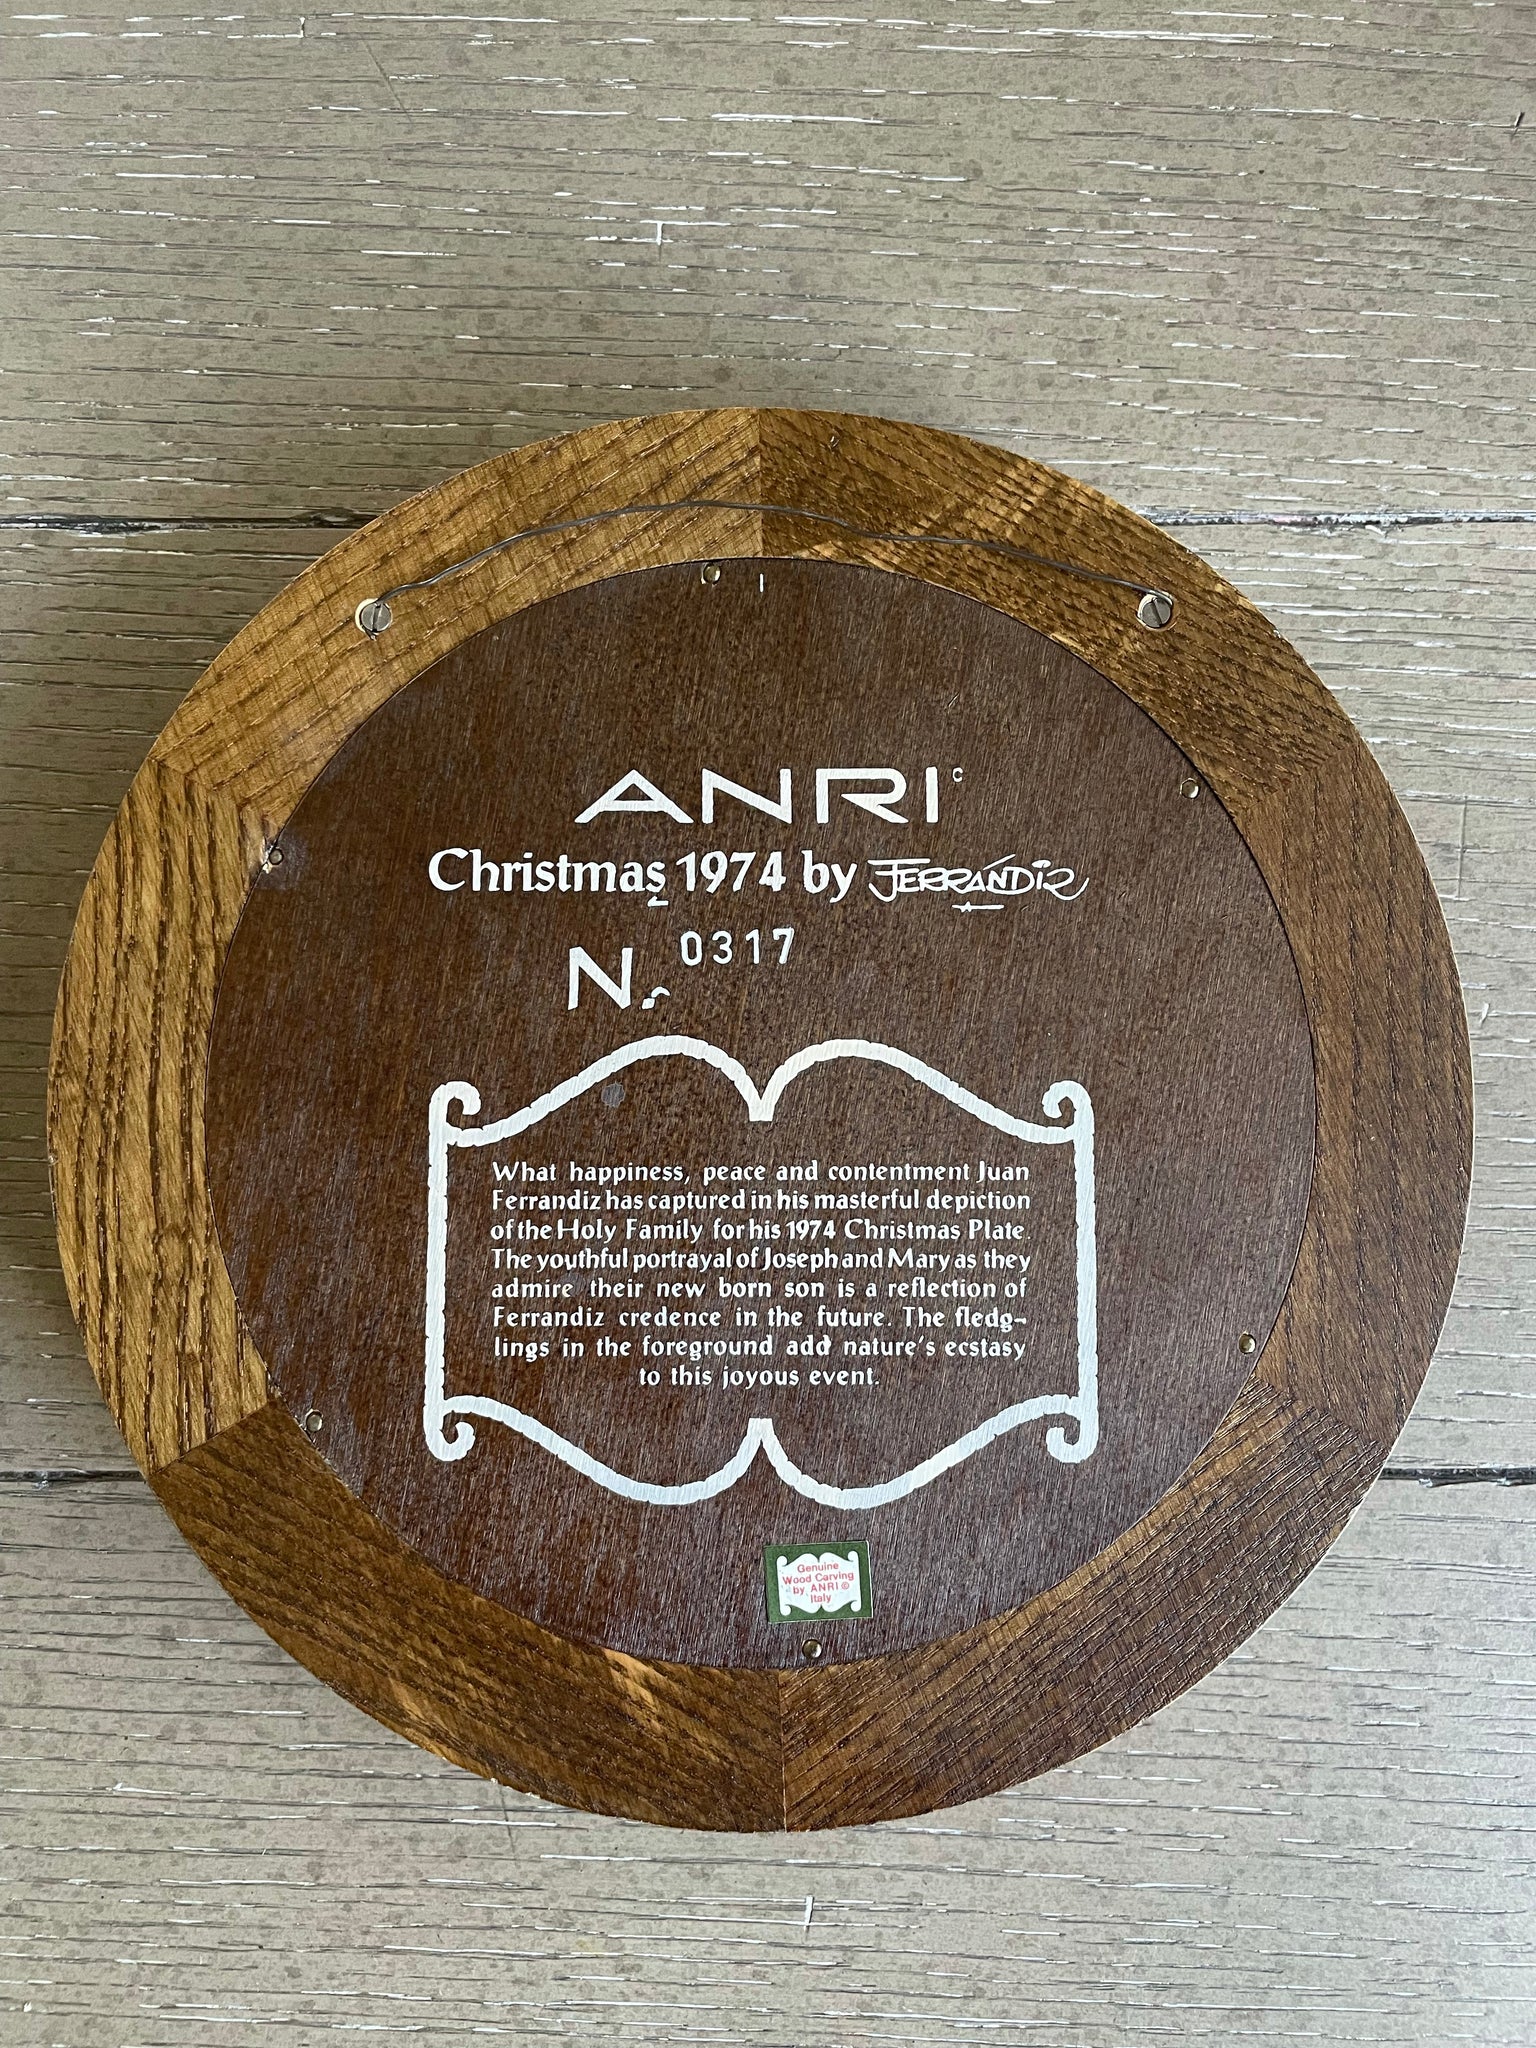 ANRI©
Christmas 1974 by FERRÁNDIZ
N. 0317
What happiness, peace and contentment Juan
Ferrandiz has captured in his masterful depiction
of the Holy Family for his 1974 Christmas Plate.
The youthful portrayal of Joseph and Mary as they
admire their new born son is a reflection of
Ferrandiz credence in the future. The fledg-
lings in the foreground add nature's ecstasy
to this joyous event.
Genuine
Wood Carving
by ANRI ©
Italy